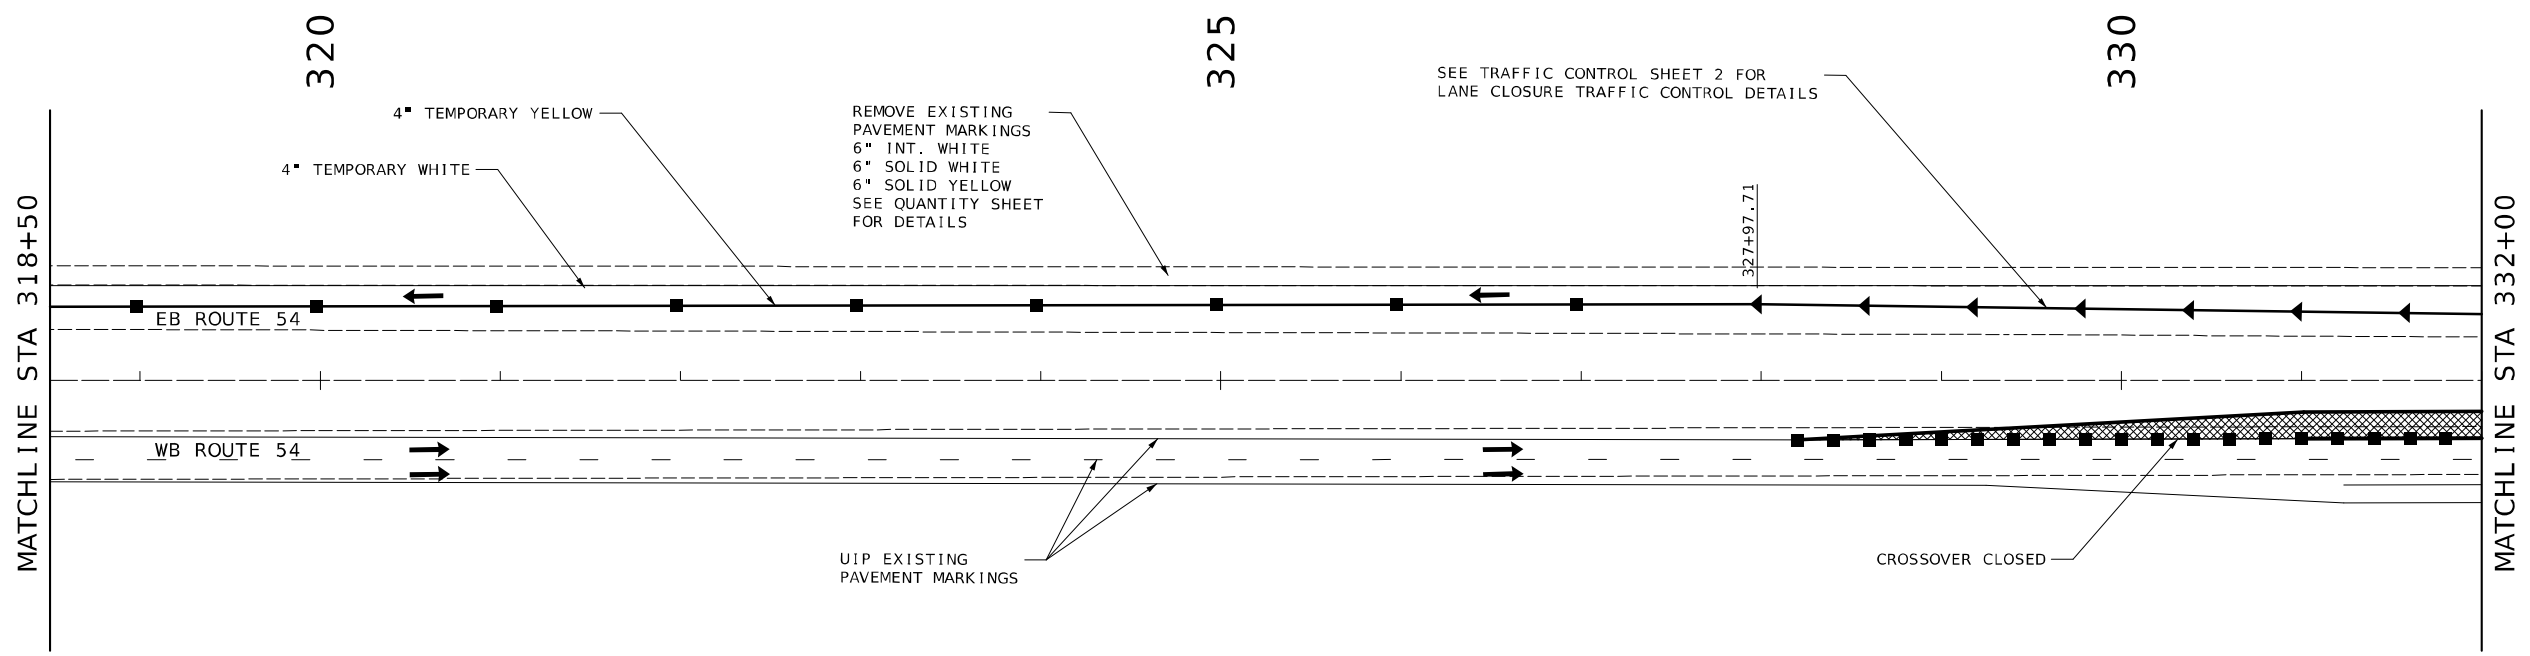 320
325
330
SEE TRAFFIC CONTROL SHEET 2 FOR
LANE CLOSURE TRAFFIC CONTROL DETAILS
4" TEMPORARY YELLOW
4" TEMPORARY WHITE
REMOVE EXISTING
PAVEMENT MARKINGS
6" INT. WHITE
6" SOLID WHITE
6" SOLID YELLOW
SEE QUANTITY SHEET
FOR DETAILS
327+97.71
MATCHLINE STA 318+50
MATCHLINE STA 332+00
EB ROUTE 54
WB ROUTE 54
UIP EXISTING
PAVEMENT MARKINGS
CROSSOVER CLOSED